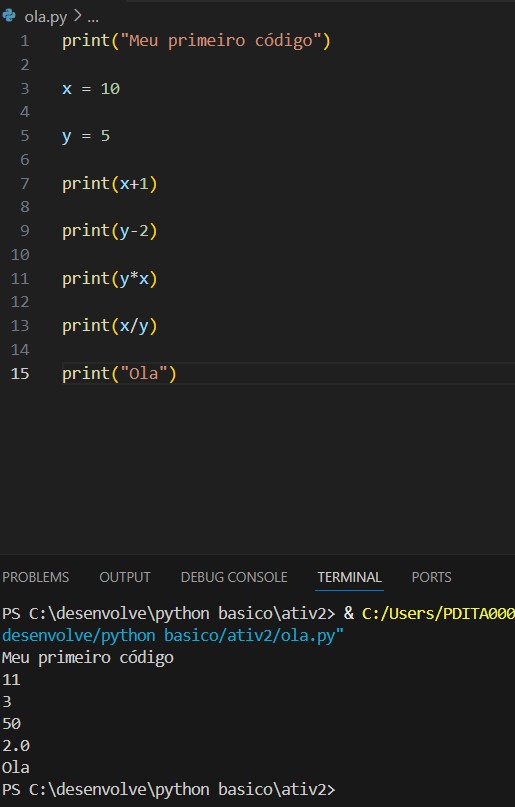 ola.py > ...
1 print("Meu primeiro código")
2
3 x = 10
4
5 y = 5
6
7 print(x+1)
8
9 print(y-2)
10
11 print(y*x)
12
13 print(x/y)
14
15 print("Ola")
PROBLEMS OUTPUT DEBUG CONSOLE TERMINAL PORTS
PS C:\desenvolve\python basico\ativ2> & C:/Users/PDITA000
desenvolve/python basico/ativ2/ola.py"
Meu primeiro código
11
3
50
2.0
Ola
PS C:\desenvolve\python basico\ativ2>